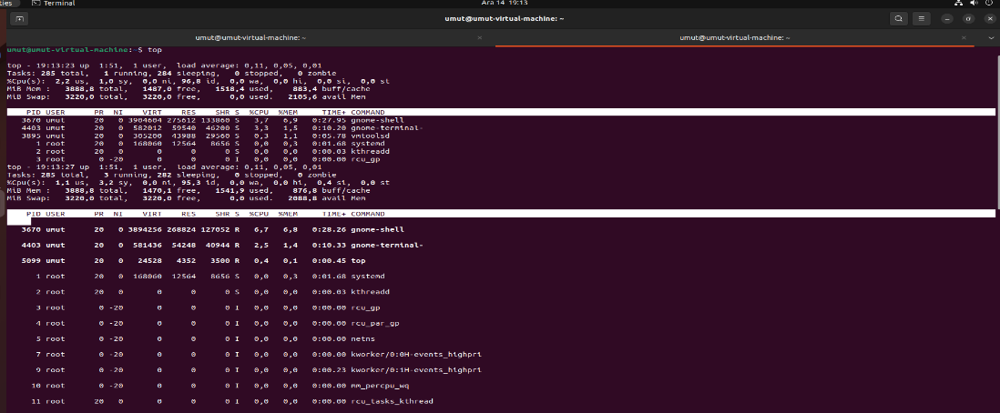 ties Terminal Ara 14 19:13
umut@umut-virtual-machine: ~
umut@umut-virtual-machine: ~ × umut@umut-virtual-machine: ~ ×
umut@umut-virtual-machine:~$ top
top - 19:13:23 up 1:51, 1 user, load average: 0,11, 0,05, 0,01
Tasks: 285 total, 1 running, 284 sleeping, 0 stopped, 0 zombie
%Cpu(s): 2,2 us, 1,0 sy, 0,0 ni, 96,8 id, 0,0 wa, 0,0 hi, 0,0 si, 0,0 st
MiB Mem : 3888,8 total, 1487,0 free, 1518,4 used, 883,4 buff/cache
MiB Swap: 3220,0 total, 3220,0 free, 0,0 used. 2105,6 avail Mem
PID USER PR NI VIRT RES SHR S %CPU %MEM TIME+ COMMAND
3670 umut 20 0 3904604 275612 133860 S 3,7 6,9 0:27.95 gnome-shell
4403 umut 20 0 582012 59540 46200 S 3,3 1,5 0:10.20 gnome-terminal-
3895 umut 20 0 305200 43988 29560 S 0,3 1,1 0:05.78 vmtoolsd
1 root 20 0 168060 12564 8656 S 0,0 0,3 0:01.68 systemd
2 root 20 0 0 0 0 S 0,0 0,0 0:00.03 kthreadd
3 root 0 -20 0 0 0 I 0,0 0,0 0:00.00 rcu_gp
top - 19:13:27 up 1:51, 1 user, load average: 0,11, 0,05, 0,01
Tasks: 285 total, 3 running, 282 sleeping, 0 stopped, 0 zombie
%Cpu(s): 1,1 us, 3,2 sy, 0,0 ni, 95,3 id, 0,0 wa, 0,0 hi, 0,4 si, 0,0 st
MiB Mem : 3888,8 total, 1470,1 free, 1541,9 used, 876,8 buff/cache
MiB Swap: 3220,0 total, 3220,0 free, 0,0 used. 2088,8 avail Mem
PID USER PR NI VIRT RES SHR S %CPU %MEM TIME+ COMMAND
3670 umut 20 0 3894256 268824 127052 R 6,7 6,8 0:28.26 gnome-shell
4403 umut 20 0 581436 54248 40944 R 2,5 1,4 0:10.33 gnome-terminal-
5099 umut 20 0 24528 4352 3500 R 0,4 0,1 0:00.45 top
1 root 20 0 168060 12564 8656 S 0,0 0,3 0:01.68 systemd
2 root 20 0 0 0 0 S 0,0 0,0 0:00.03 kthreadd
3 root 0 -20 0 0 0 I 0,0 0,0 0:00.00 rcu_gp
4 root 0 -20 0 0 0 I 0,0 0,0 0:00.00 rcu_par_gp
5 root 0 -20 0 0 0 I 0,0 0,0 0:00.00 netns
7 root 0 -20 0 0 0 I 0,0 0,0 0:00.00 kworker/0:0H-events_highpri
9 root 0 -20 0 0 0 I 0,0 0,0 0:00.23 kworker/0:1H-events_highpri
10 root 0 -20 0 0 0 I 0,0 0,0 0:00.00 mm_percpu_wq
11 root 20 0 0 0 0 I 0,0 0,0 0:00.00 rcu_tasks_kthread